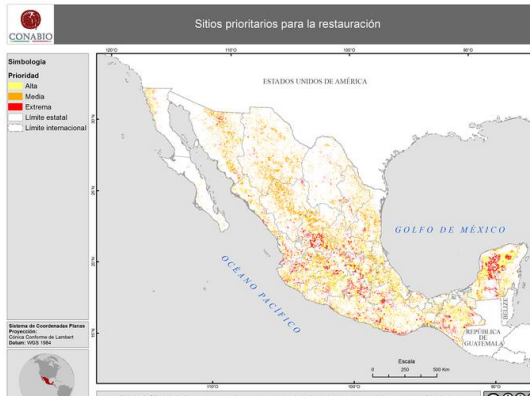 CONABIO
Sitios prioritarios para la restauración
Simbología
Prioridad
Alta
Media
Extrema
Límite estatal
Límite internacional
ESTADOS UNIDOS DE AMÉRICA
GOLFO DE MÉXICO
OCÉANO PACÍFICO
BELIZE
REPÚBLICA
DE
GUATEMALA
Escala
0 250 500 Km
Sistema de Coordenadas Planas
Proyección:
Cónica Conforme de Lambert
Datum: WGS 1984